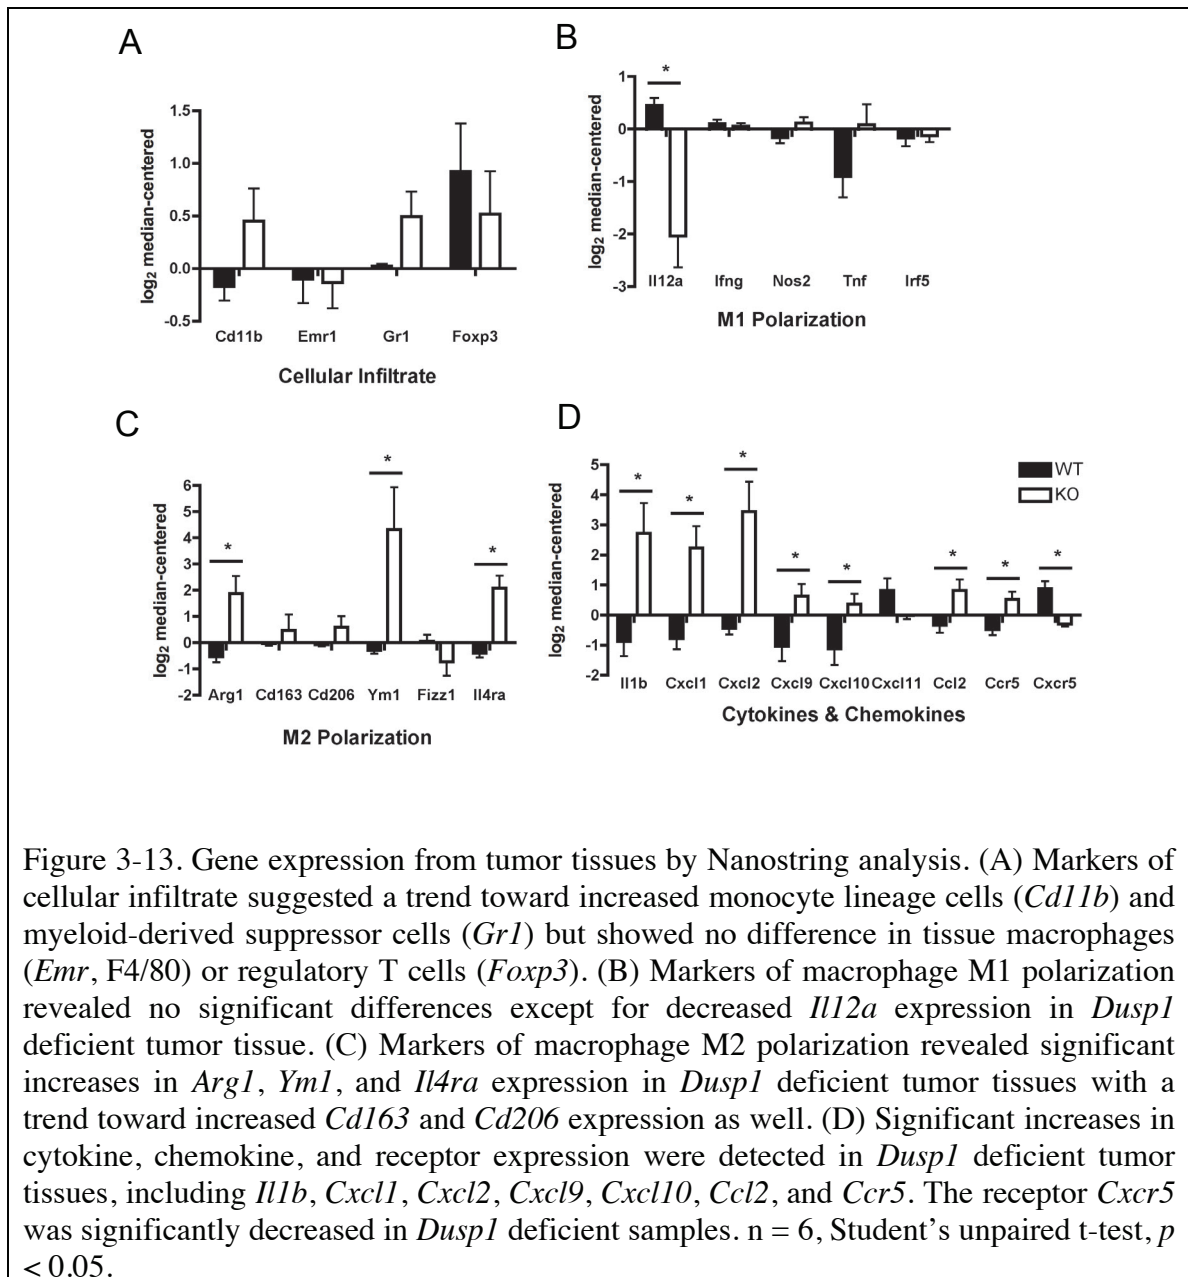 A
log2 median-centered
1.5
1.0
0.5
0.0
-0.5
Cd11b Emr1 Gr1 Foxp3
Cellular Infiltrate
B
log2 median-centered
1
0
-1
-2
-3
*
Il12a Ifng Nos2 Tnf Irf5
M1 Polarization
C
log2 median-centered
6
5
4
3
2
1
0
-1
-2
* * *
Arg1 Cd163 Cd206 Ym1 Fizz1 Il4ra
M2 Polarization
D
log2 median-centered
5
4
3
2
1
0
-1
-2
* * * * * * * *
WT
KO
Il1b Cxcl1 Cxcl2 Cxcl9 Cxcl10 Cxcl11 Ccl2 Ccr5 Cxcr5
Cytokines & Chemokines
Figure 3-13. Gene expression from tumor tissues by Nanostring analysis. (A) Markers of
cellular infiltrate suggested a trend toward increased monocyte lineage cells (Cd11b) and
myeloid-derived suppressor cells (Gr1) but showed no difference in tissue macrophages
(Emr, F4/80) or regulatory T cells (Foxp3). (B) Markers of macrophage M1 polarization
revealed no significant differences except for decreased Il12a expression in Dusp1
deficient tumor tissue. (C) Markers of macrophage M2 polarization revealed significant
increases in Arg1, Ym1, and Il4ra expression in Dusp1 deficient tumor tissues with a
trend toward increased Cd163 and Cd206 expression as well. (D) Significant increases in
cytokine, chemokine, and receptor expression were detected in Dusp1 deficient tumor
tissues, including Il1b, Cxcl1, Cxcl2, Cxcl9, Cxcl10, Ccl2, and Ccr5. The receptor Cxcr5
was significantly decreased in Dusp1 deficient samples. n = 6, Student’s unpaired t-test, p
< 0.05.